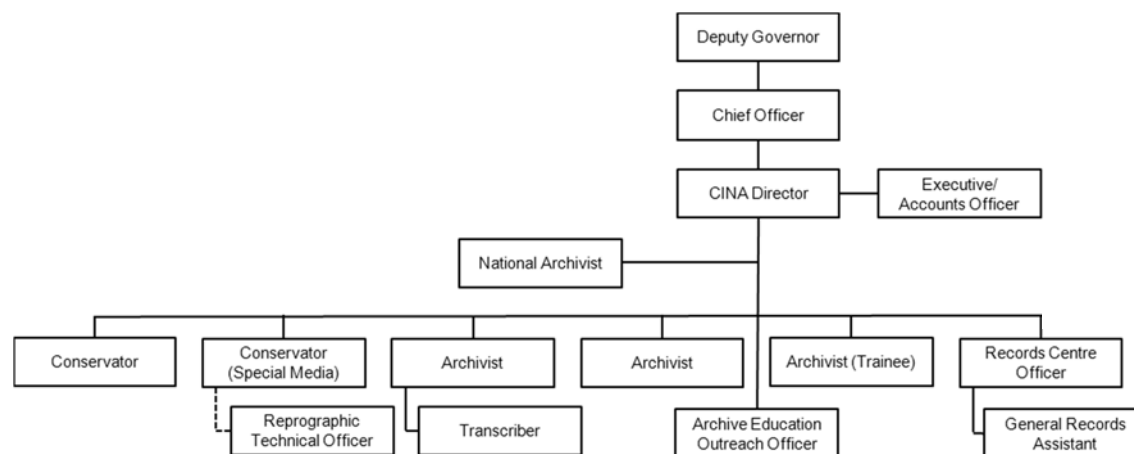 Deputy Governor
Chief Officer
CINA Director
Executive/
Accounts Officer
National Archivist
Conservator
Conservator
(Special Media)
Archivist
Archivist
Archivist (Trainee)
Records Centre
Officer
Reprographic
Technical Officer
Transcriber
Archive Education
Outreach Officer
General Records
Assistant